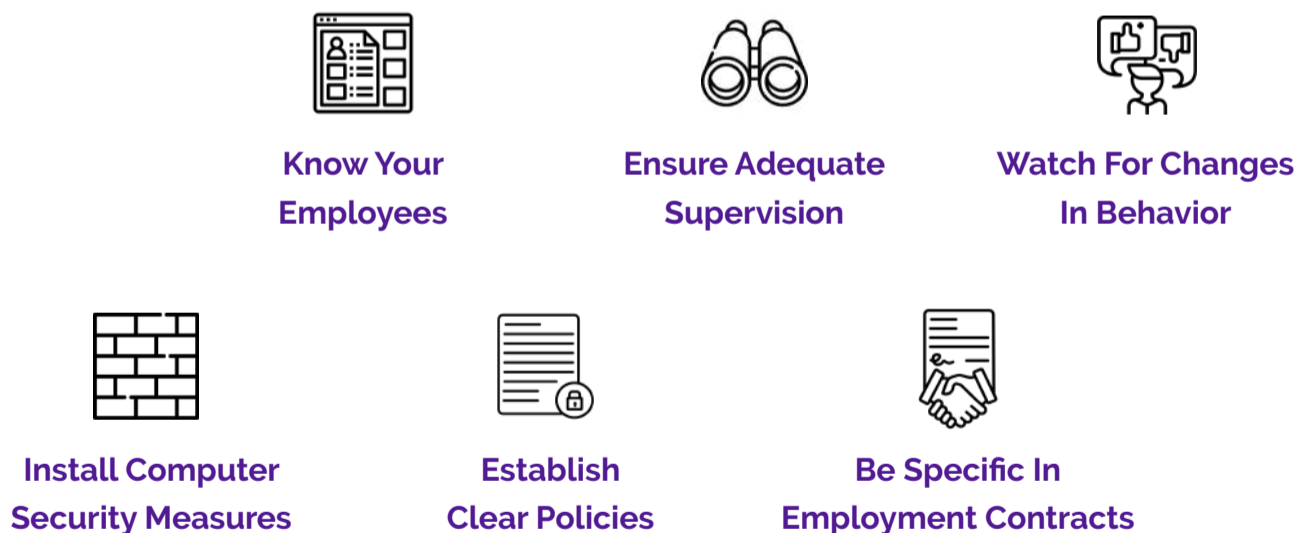 Know Your
Employees
Ensure Adequate
Supervision
Watch For Changes
In Behavior
Install Computer
Security Measures
Establish
Clear Policies
Be Specific In
Employment Contracts